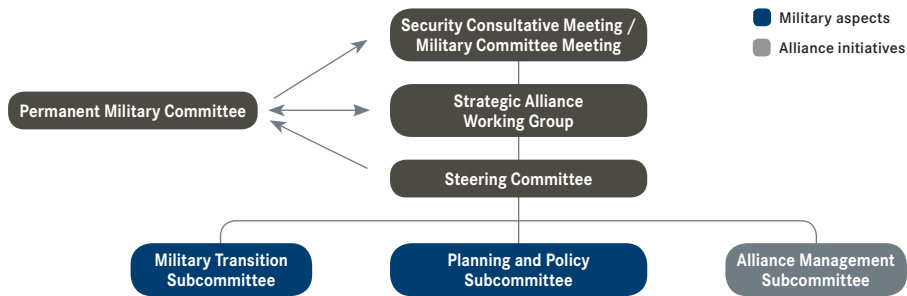 Security Consultative Meeting /
Military Committee Meeting
Military aspects
Alliance initiatives
Permanent Military Committee
Strategic Alliance
Working Group
Steering Committee
Military Transition
Subcommittee
Planning and Policy
Subcommittee
Alliance Management
Subcommittee